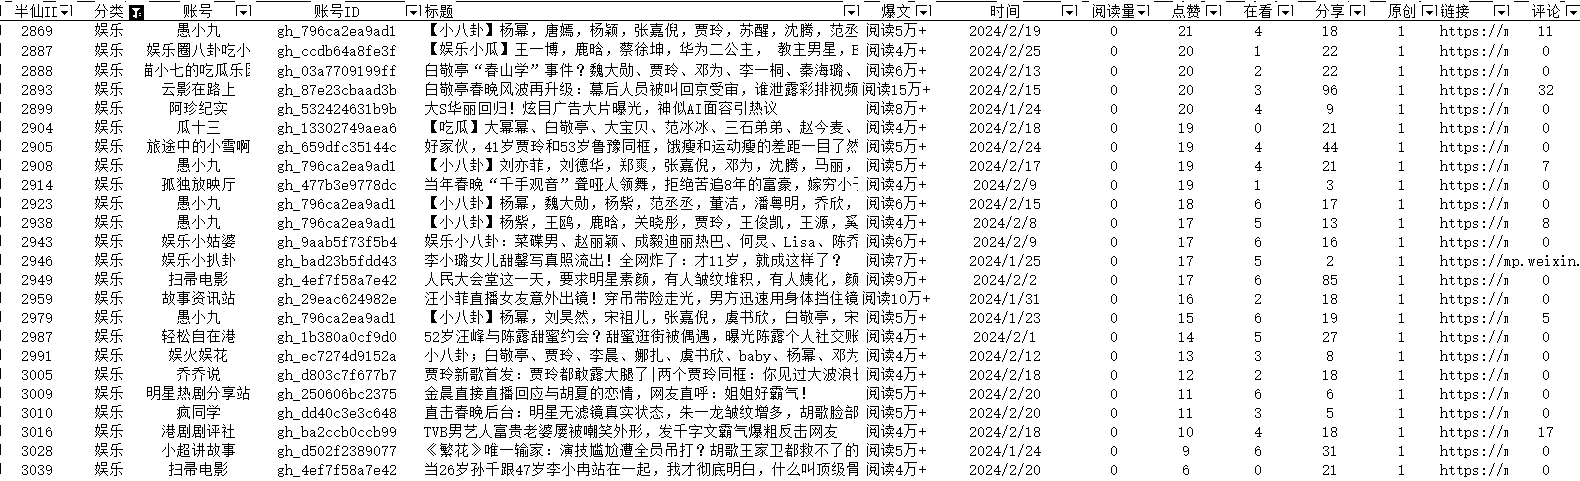 半仙II 分类 账号 账号ID 标题 爆文 时间 阅读量 点赞 在看 分享 原创 链接 评论
2869 娱乐 愚小九 gh_796ca2ea9ad1 【小八卦】杨幂，唐嫣，杨颖，张嘉倪，贾玲，苏醒，沈腾，范丞 阅读5万+ 2024/2/19 0 21 4 18 1 https:// 11
2887 娱乐 娱乐圈八卦吃小 gh_ccdb64a8fe3f 【娱乐小瓜】王一博，鹿晗，蔡徐坤，华为二公主， 教主男星，E 阅读4万+ 2024/2/25 0 20 1 22 1 https:// 0
2888 娱乐 苗小七的吃瓜乐园 gh_03a7709199ff 白敬亭“春山学”事件？魏大勋、贾玲、邓为、李一桐、秦海璐、 阅读6万+ 2024/2/13 0 20 2 22 1 https:// 0
2893 娱乐 云影在路上 gh_87e23cbaad3b 白敬亭春晚风波再升级：幕后人员被叫回京受审，谁泄露彩排视频 阅读15万+ 2024/2/15 0 20 3 96 1 https:// 32
2899 娱乐 阿珍纪实 gh_532424631b9b 大S华丽回归！炫目广告大片曝光，神似AI面容引热议 阅读8万+ 2024/1/24 0 20 4 9 1 https:// 0
2904 娱乐 瓜十三 gh_13302749aea6 【吃瓜】大幂幂、白敬亭、大宝贝、范冰冰、三石弟弟、赵今麦、 阅读4万+ 2024/2/18 0 19 0 21 1 https:// 0
2905 娱乐 旅途中的小雪啊 gh_659dfc35144c 好家伙，41岁贾玲和53岁鲁豫同框，饿瘦和运动瘦的差距一目了然 阅读5万+ 2024/2/24 0 19 4 44 1 https:// 0
2908 娱乐 愚小九 gh_796ca2ea9ad1 【小八卦】刘亦菲，刘德华，郑爽，张嘉倪，邓为，沈腾，马丽， 阅读5万+ 2024/2/17 0 19 4 21 1 https:// 7
2914 娱乐 孤独放映厅 gh_477b3e9778dc 当年春晚“千手观音”聋哑人领舞，拒绝苦追8年的富豪，嫁穷小子 阅读4万+ 2024/2/9 0 19 1 3 1 https:// 0
2923 娱乐 愚小九 gh_796ca2ea9ad1 【小八卦】杨幂，魏大勋，杨紫，范丞丞，董洁，潘粤明，乔欣， 阅读6万+ 2024/2/15 0 18 6 17 1 https:// 0
2938 娱乐 愚小九 gh_796ca2ea9ad1 【小八卦】杨紫，王鸥，鹿晗，关晓彤，贾玲，王俊凯，王源，奚 阅读4万+ 2024/2/8 0 17 5 13 1 https:// 8
2943 娱乐 娱乐小姑婆 gh_9aab5f73f5b4 娱乐小八卦：菜碟男、赵丽颖、成毅迪丽热巴、何炅、Lisa、陈乔 阅读6万+ 2024/2/9 0 17 6 16 1 https:// 0
2946 娱乐 娱乐小扒卦 gh_bad23b5fdd43 李小璐女儿甜馨写真照流出！全网炸了：才11岁，就成这样了？ 阅读7万+ 2024/1/25 0 17 5 2 1 https://mp.weixin. 0
2949 娱乐 扫帚电影 gh_4ef7f58a7e42 人民大会堂这一天，要求明星素颜，有人皱纹堆积，有人姨化，颜 阅读9万+ 2024/2/2 0 17 6 85 1 https:// 0
2959 娱乐 故事资讯站 gh_29eac624982e 汪小菲直播女友意外出镜！穿吊带险走光，男方迅速用身体挡住镜 阅读10万+ 2024/1/31 0 16 2 18 1 https:// 0
2979 娱乐 愚小九 gh_796ca2ea9ad1 【小八卦】杨幂，刘昊然，宋祖儿，张嘉倪，虞书欣，白敬亭，宋 阅读5万+ 2024/1/23 0 15 6 19 1 https:// 5
2987 娱乐 轻松自在港 gh_1b380a0cf9d0 52岁汪峰与陈露甜蜜约会？甜蜜逛街被偶遇，曝光陈露个人社交账 阅读4万+ 2024/2/1 0 14 5 27 1 https:// 0
2991 娱乐 娱火娱花 gh_ec7274d9152a 小八卦；白敬亭、贾玲、李晨、娜扎、虞书欣、baby、杨幂、邓为 阅读4万+ 2024/2/12 0 13 3 8 1 https:// 0
3005 娱乐 乔乔说 gh_d803c7f677b7 贾玲新歌首发：贾玲都敢露大腿了|两个贾玲同框：你见过大波浪 阅读4万+ 2024/2/18 0 12 2 18 1 https:// 0
3009 娱乐 明星热剧分享站 gh_250606bc2375 金晨直接直播回应与胡夏的恋情，网友直呼：姐姐好霸气！ 阅读5万+ 2024/2/20 0 11 6 6 1 https:// 0
3010 娱乐 疯同学 gh_dd40c3e3c648 直击春晚后台：明星无滤镜真实状态，朱一龙皱纹增多，胡歌脸部 阅读5万+ 2024/2/20 0 11 3 5 1 https:// 0
3016 娱乐 港剧剧评社 gh_ba2ccb0ccb99 TVB男艺人富贵老婆屡被嘲笑外形，发千字文霸气爆粗反击网友 阅读4万+ 2024/2/18 0 10 4 18 1 https:// 17
3028 娱乐 小超讲故事 gh_d502f2389077 《繁花》唯一输家：演技尴尬遭全员吊打？胡歌王家卫都救不了的 阅读5万+ 2024/1/24 0 9 6 31 1 https:// 0
3039 娱乐 扫帚电影 gh_4ef7f58a7e42 当26岁孙千跟47岁李小冉站在一起，我才彻底明白，什么叫顶级骨 阅读4万+ 2024/2/20 0 6 0 21 1 https:// 0